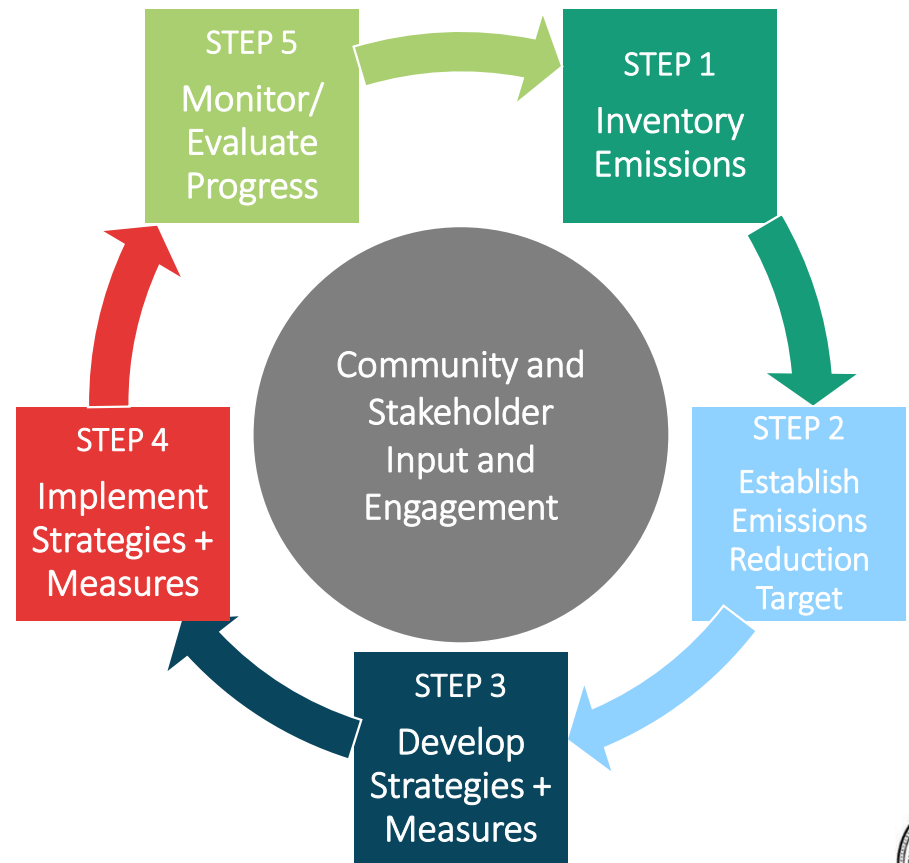 STEP 5
Monitor/
Evaluate
Progress
STEP 1
Inventory
Emissions
Community and
Stakeholder
Input and
Engagement
STEP 4
Implement
Strategies +
Measures
STEP 2
Establish
Emissions
Reduction
Target
STEP 3
Develop
Strategies +
Measures